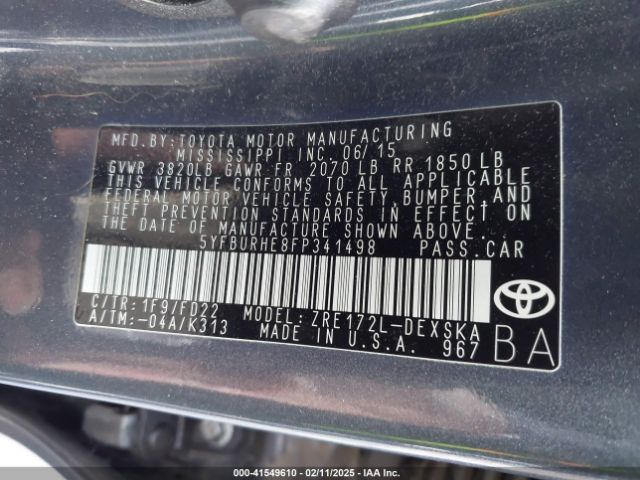 MFD.BY: TOYOTA MOTOR MANUFACTURING
MISSISSIPPI INC. 06/15
GVWR 3820LB GAWR FR 2070 LB RR 1850 LB
THIS VEHICLE CONFORMS TO ALL APPLICABLE
FEDERAL MOTOR VEHICLE SAFETY, BUMPER, AND
THEFT PREVENTION STANDARDS IN EFFECT ON
THE DATE OF MANUFACTURE SHOWN ABOVE.
5YFBURHE8FP341498 PASS.CAR
C/TR: 1F9/FD22 MODEL: ZRE172L-DEXSKA
A/TM:-04A/K313 MADE IN U.S.A. 967
BA
000-41549610 - 02/11/2025 - IAA Inc.